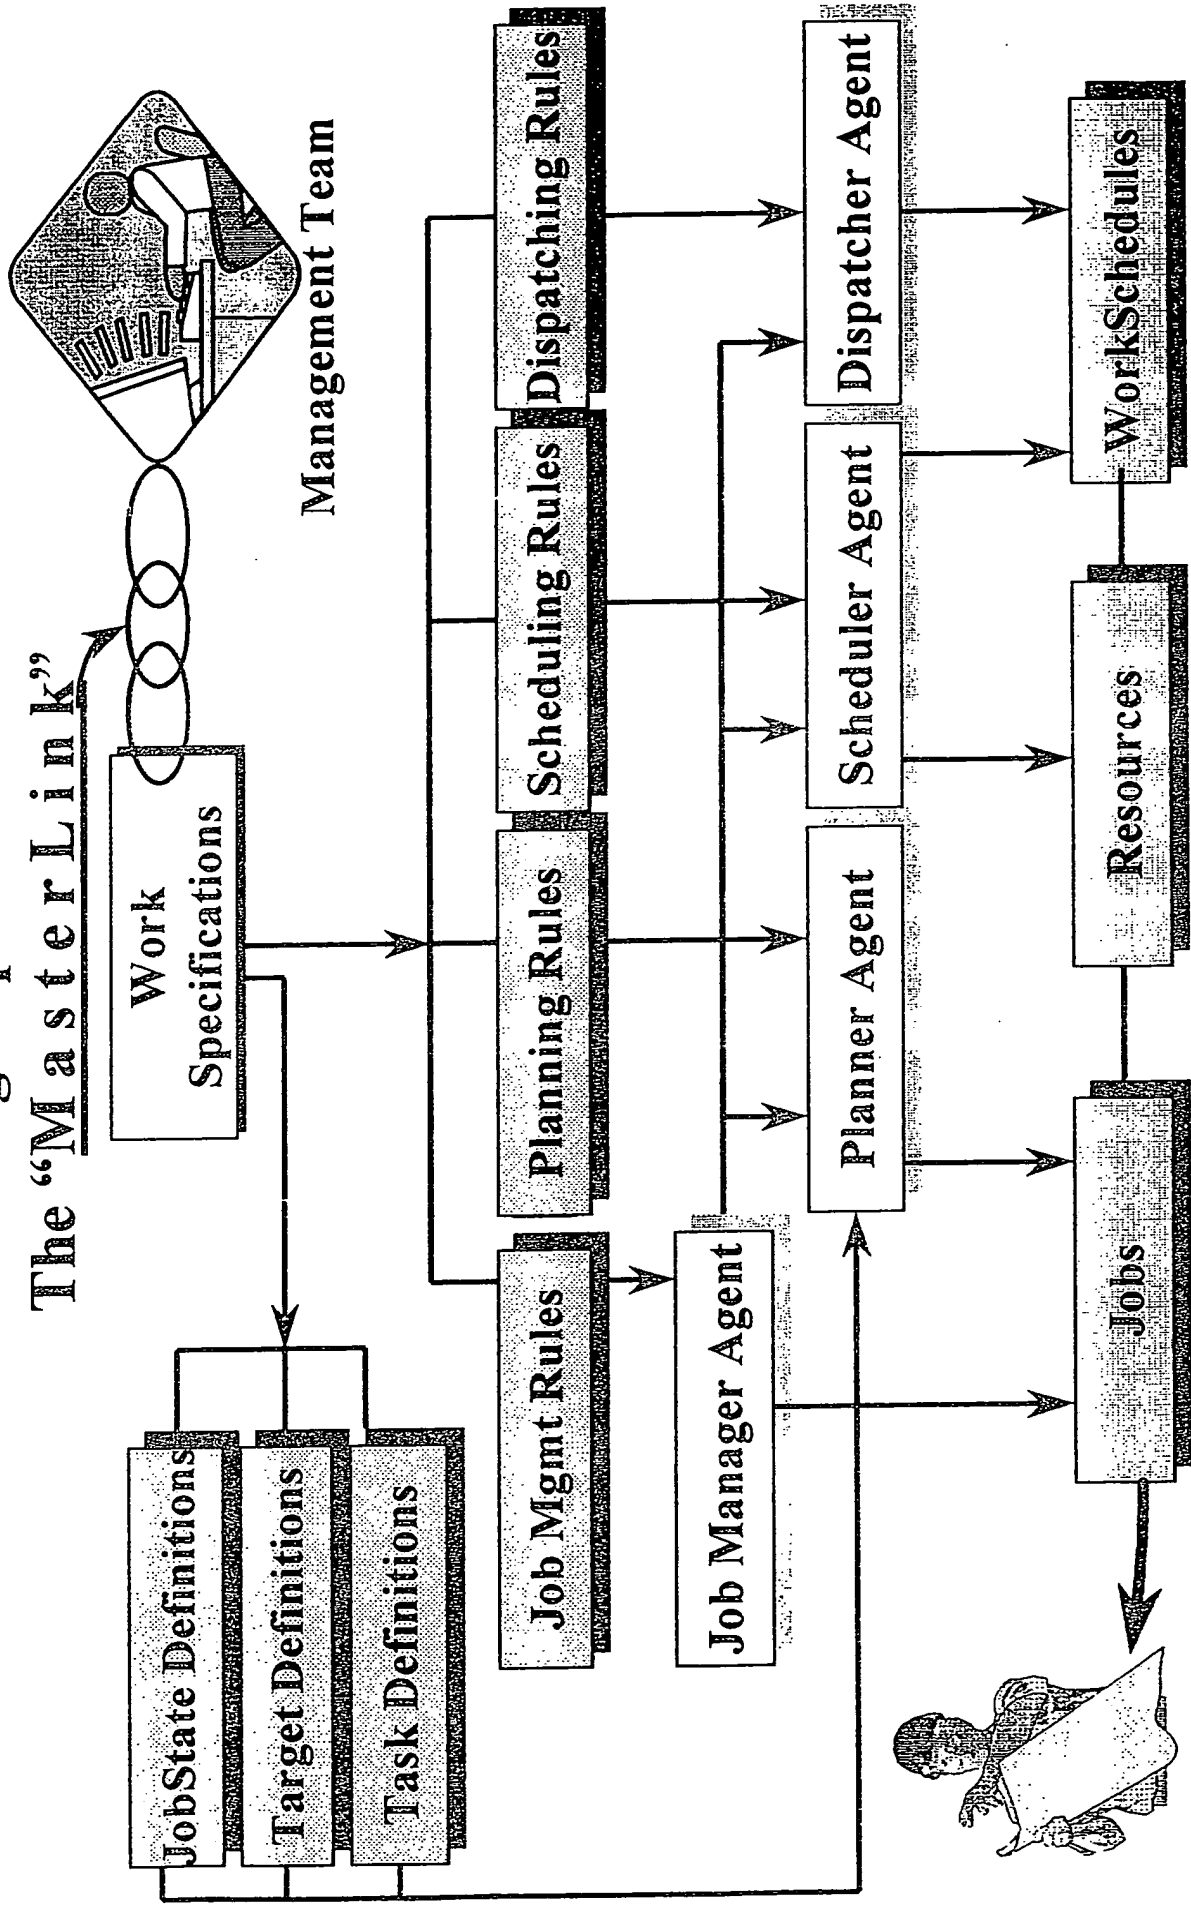 The “MasterLink”
Management Team
Work
Specifications
JobState Definitions
Target Definitions
Task Definitions
Job Mgmt Rules
Planning Rules
Scheduling Rules
Dispatching Rules
Job Manager Agent
Planner Agent
Scheduler Agent
Dispatcher Agent
Jobs
Resources
WorkSchedules